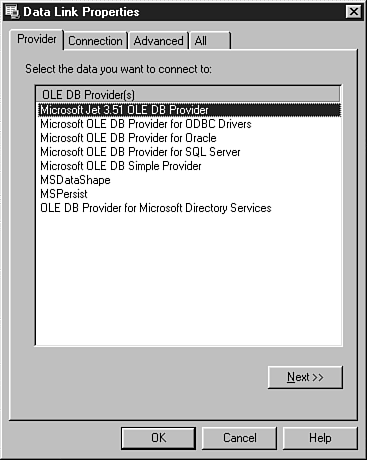 Data Link Properties
Provider Connection Advanced All
Select the data you want to connect to:
OLE DB Provider(s)
Microsoft Jet 3.51 OLE DB Provider
Microsoft OLE DB Provider for ODBC Drivers
Microsoft OLE DB Provider for Oracle
Microsoft OLE DB Provider for SQL Server
Microsoft OLE DB Simple Provider
MSDataShape
MSPersist
OLE DB Provider for Microsoft Directory Services
Next >>
OK Cancel Help